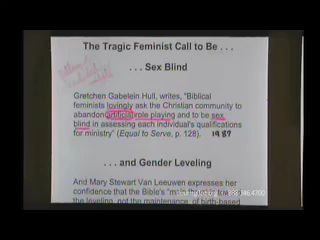 The Tragic Feminist Call to Be . . .
. . . Sex Blind
Gretchen Gabelein Hull, writes, "Biblical
feminists lovingly ask the Christian community to
abandon artificial role playing and to be sex
blind in assessing each individual's qualifications
for ministry" (Equal to Serve, p. 128). 1987
. . . and Gender Leveling
And Mary Stewart Van Leeuwen expresses her
confidence that the Bible's "main
the leveling, not the maintenance, of birth-based